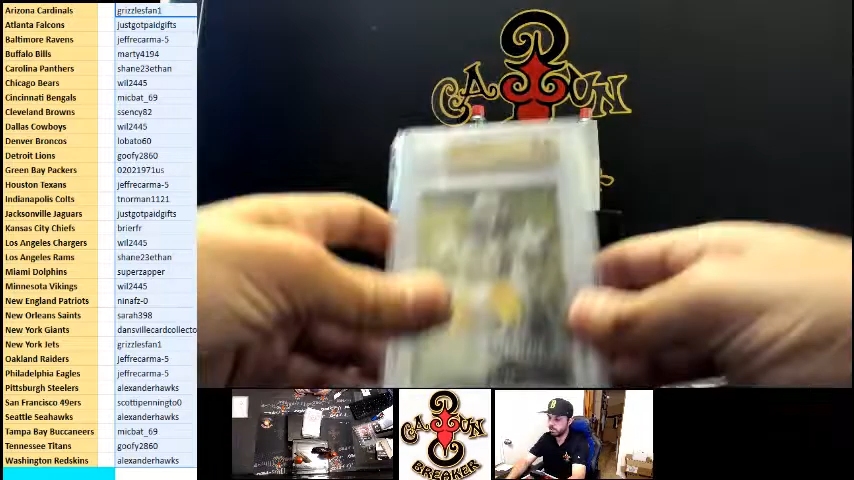 Arizona Cardinals grizzlesfan1
Atlanta Falcons justgotpaidgifts
Baltimore Ravens jeffrecarma-5
Buffalo Bills marty4194
Carolina Panthers shane23ethan
Chicago Bears wil2445
Cincinnati Bengals micbat_69
Cleveland Browns ssency82
Dallas Cowboys wil2445
Denver Broncos lobato60
Detroit Lions goofy2860
Green Bay Packers 02021971us
Houston Texans jeffrecarma-5
Indianapolis Colts tnorman1121
Jacksonville Jaguars justgotpaidgifts
Kansas City Chiefs brierfr
Los Angeles Chargers wil2445
Los Angeles Rams shane23ethan
Miami Dolphins superzapper
Minnesota Vikings wil2445
New England Patriots ninafz-0
New Orleans Saints sarah398
New York Giants dansvillecardcollecto
New York Jets grizzlesfan1
Oakland Raiders jeffrecarma-5
Philadelphia Eagles jeffrecarma-5
Pittsburgh Steelers alexanderhawks
San Francisco 49ers scottipenningto0
Seattle Seahawks alexanderhawks
Tampa Bay Buccaneers micbat_69
Tennessee Titans goofy2860
Washington Redskins alexanderhawks
CAJUN
CAJUN
BREAKER